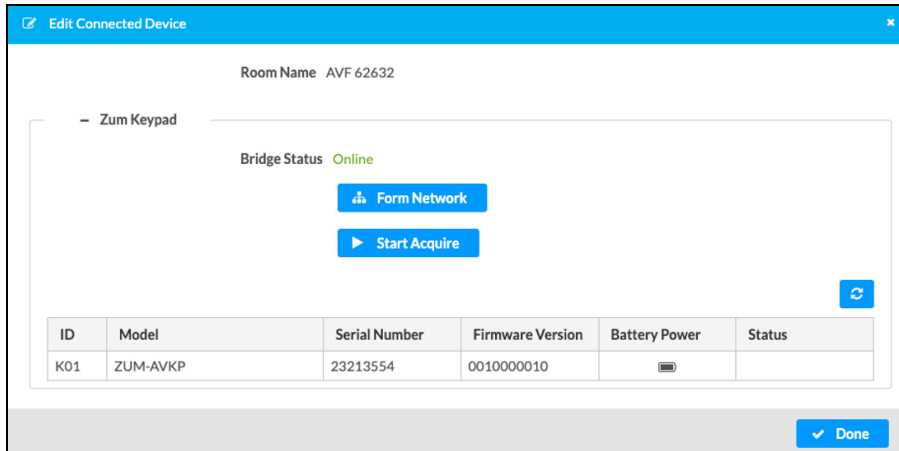 Edit Connected Device
Room Name AVF 62632
Zum Keypad
Bridge Status Online
Form Network
Start Acquire
ID Model Serial Number Firmware Version Battery Power Status
K01 ZUM-AVKP 23213554 0010000010
Done